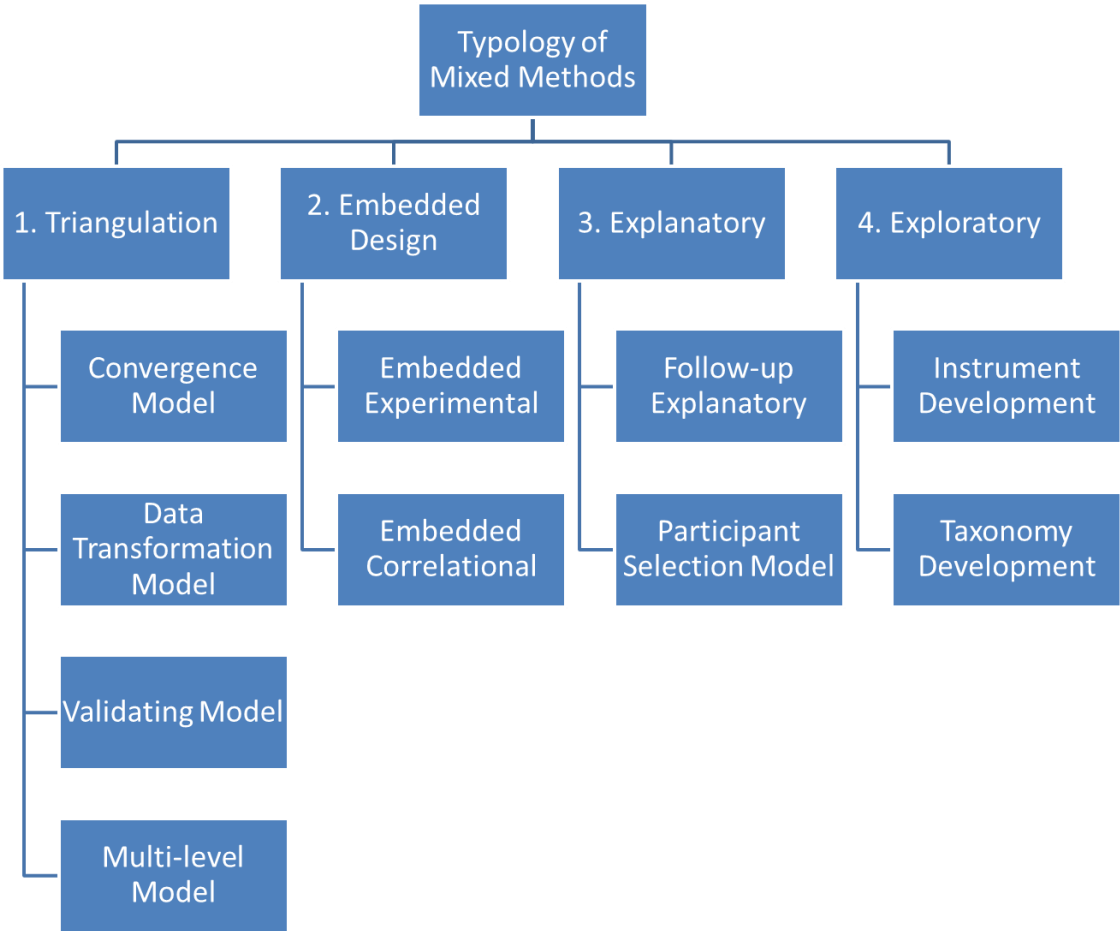 Typology of
Mixed Methods
1. Triangulation
2. Embedded
Design
3. Explanatory
4. Exploratory
Convergence
Model
Data
Transformation
Model
Validating Model
Multi-level
Model
Embedded
Experimental
Embedded
Correlational
Follow-up
Explanatory
Participant
Selection Model
Instrument
Development
Taxonomy
Development